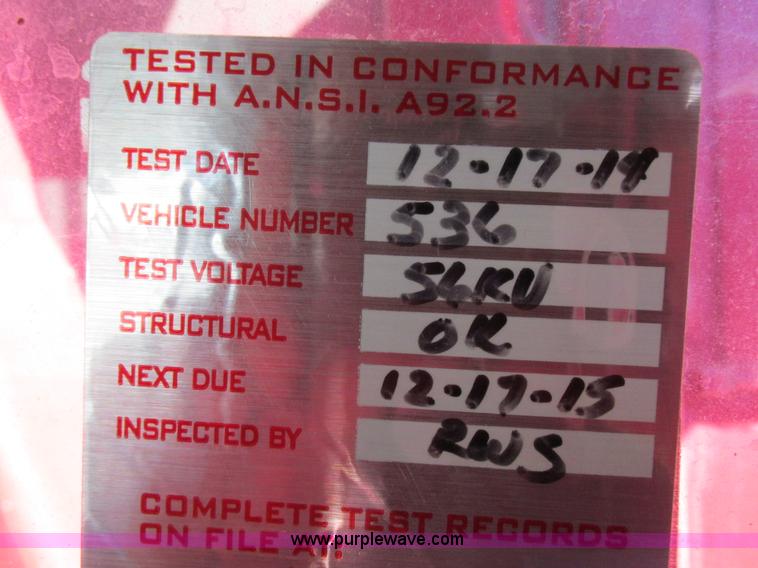 TESTED IN CONFORMANCE
WITH A.N.S.I. A92.2
TEST DATE 12-17-14
VEHICLE NUMBER 536
TEST VOLTAGE 56KV
STRUCTURAL OK
NEXT DUE 12-17-15
INSPECTED BY RWS
COMPLETE TEST RECORDS
ON FILE AT:
www.purplewave.com